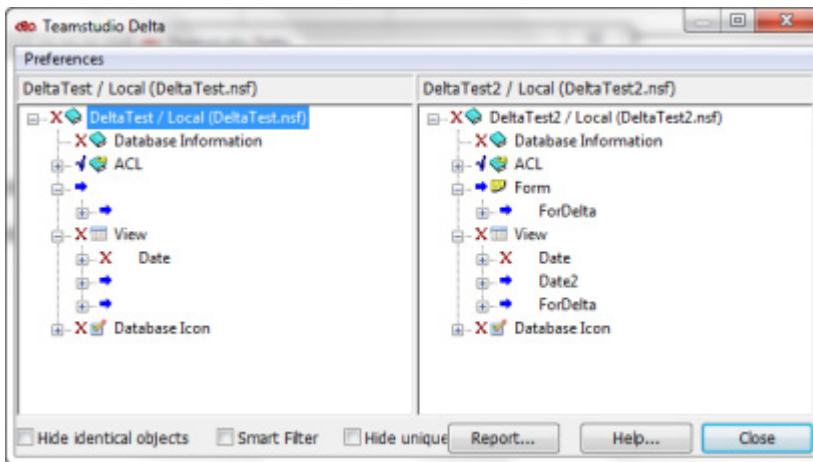 Teamstudio Delta
Preferences
DeltaTest / Local (DeltaTest.nsf)
DeltaTest / Local (DeltaTest.nsf)
Database Information
ACL
View
Date
Database Icon
DeltaTest2 / Local (DeltaTest2.nsf)
DeltaTest2 / Local (DeltaTest2.nsf)
Database Information
ACL
Form
ForDelta
View
Date
Date2
ForDelta
Database Icon
Hide identical objects Smart Filter Hide unique Report... Help... Close